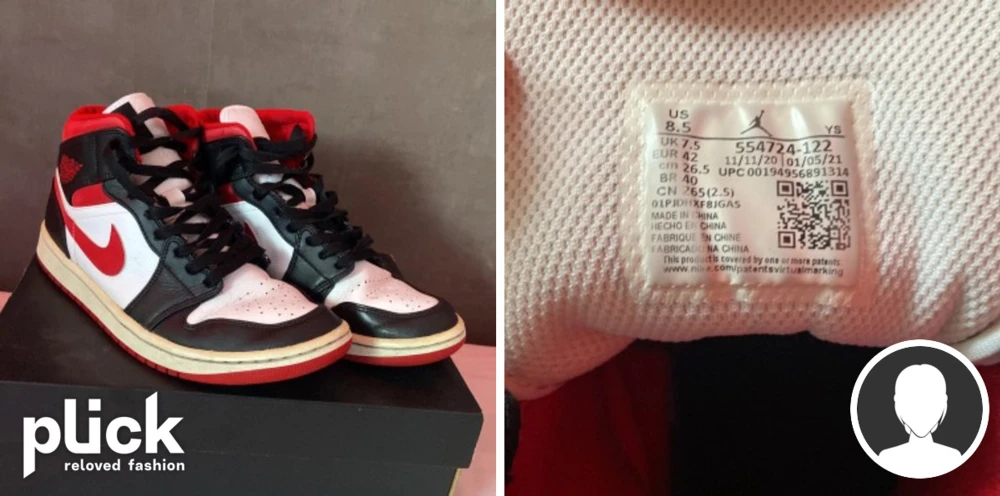 plick
reloved fashion
US
8.5
YS
UK 7.5
554724-122
EUR 42
11/11/20 01/05/21
cm 26.5
UPC 00194956891314
BR 40
CN 265(2.5)
MADE IN CHINA
HECHO EN CHINA
FABRIQUE EN CHINE
FABRICADO NA CHINA
This product is covered by one or more patents.
www.nike.com/patentsvirtualmarking